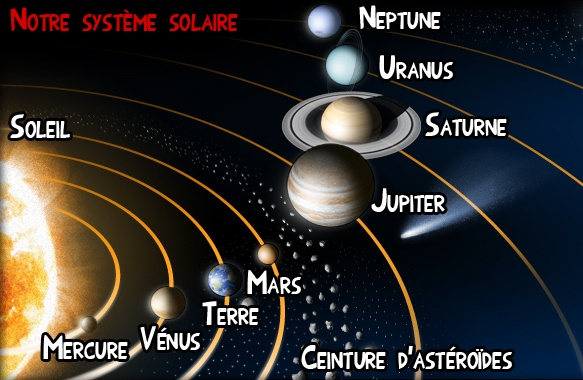 Notre système solaire
Neptune
Uranus
Soleil
Saturne
Jupiter
Mars
Terre
Vénus
Mercure
Ceinture d'astéroïdes